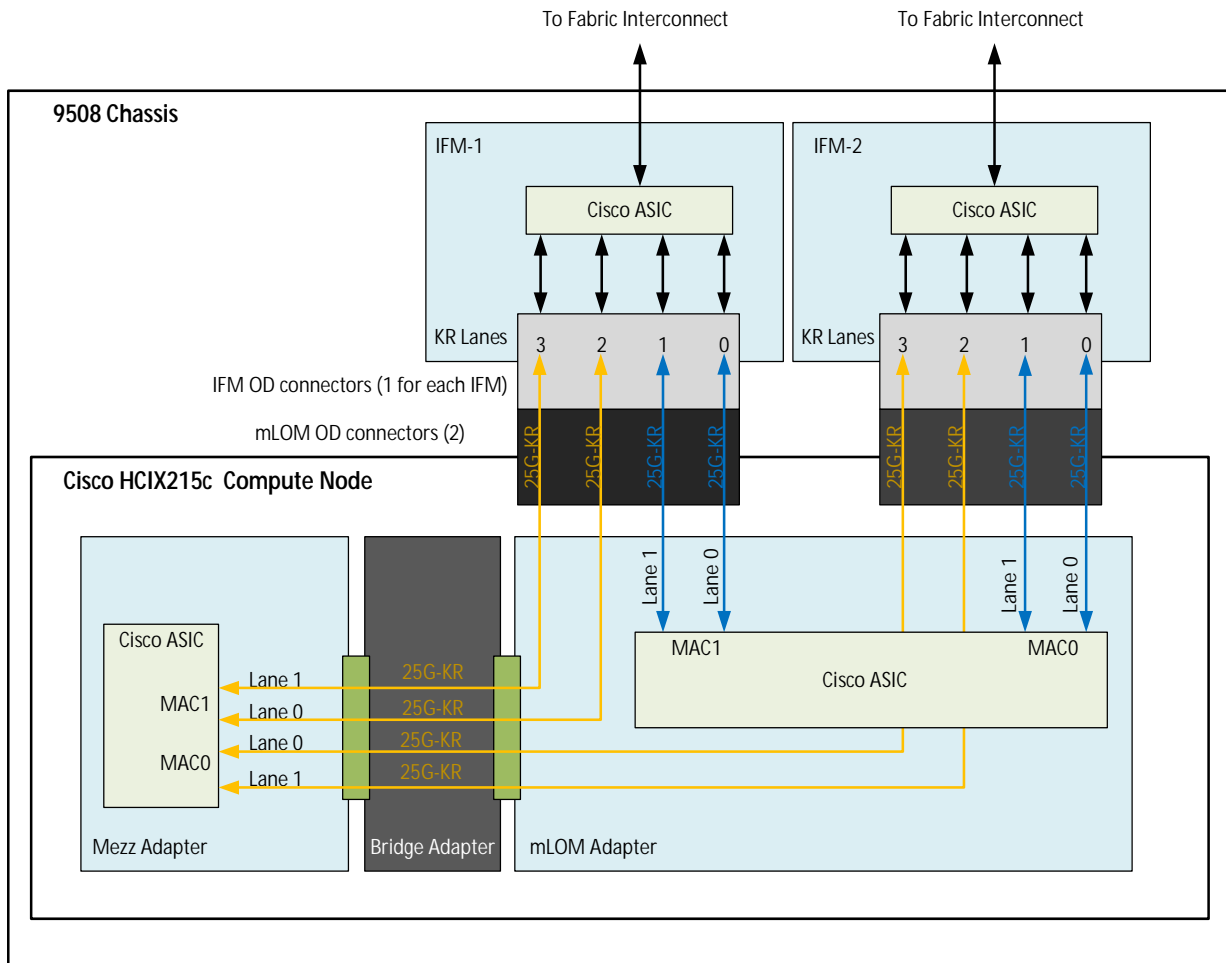 To Fabric Interconnect
To Fabric Interconnect
9508 Chassis
IFM-1
IFM-2
Cisco ASIC
Cisco ASIC
KR Lanes
3 2 1 0
KR Lanes
3 2 1 0
IFM OD connectors (1 for each IFM)
mLOM OD connectors (2)
25G-KR
25G-KR
25G-KR
25G-KR
25G-KR
25G-KR
25G-KR
25G-KR
Cisco HCIX215c Compute Node
Lane 1
Lane 0
Lane 1
Lane 0
MAC1
MAC0
Cisco ASIC
Cisco ASIC
MAC1
MAC0
Lane 1
Lane 0
Lane 0
Lane 1
25G-KR
25G-KR
25G-KR
25G-KR
Mezz Adapter
Bridge Adapter
mLOM Adapter